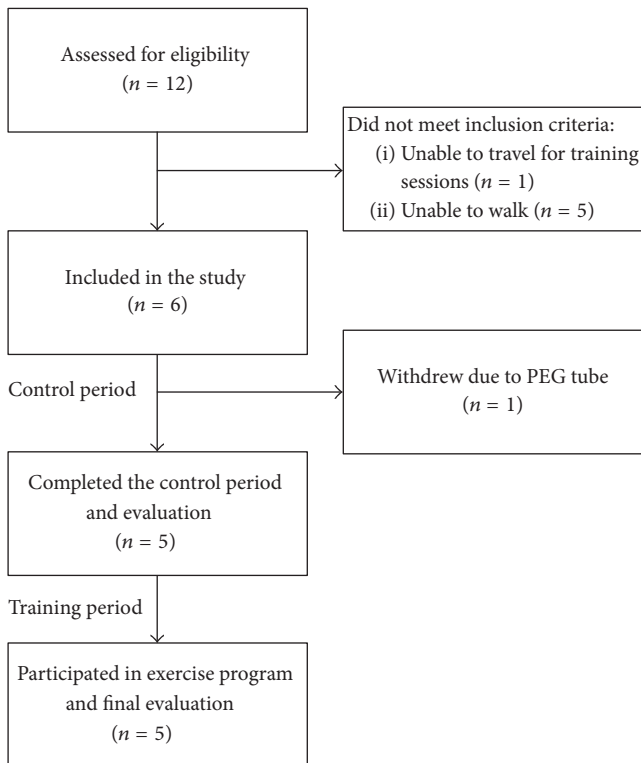 Assessed for eligibility
(n = 12)
Did not meet inclusion criteria:
(i) Unable to travel for training
sessions (n = 1)
(ii) Unable to walk (n = 5)
Included in the study
(n = 6)
Control period
Withdrew due to PEG tube
(n = 1)
Completed the control period
and evaluation
(n = 5)
Training period
Participated in exercise program
and final evaluation
(n = 5)